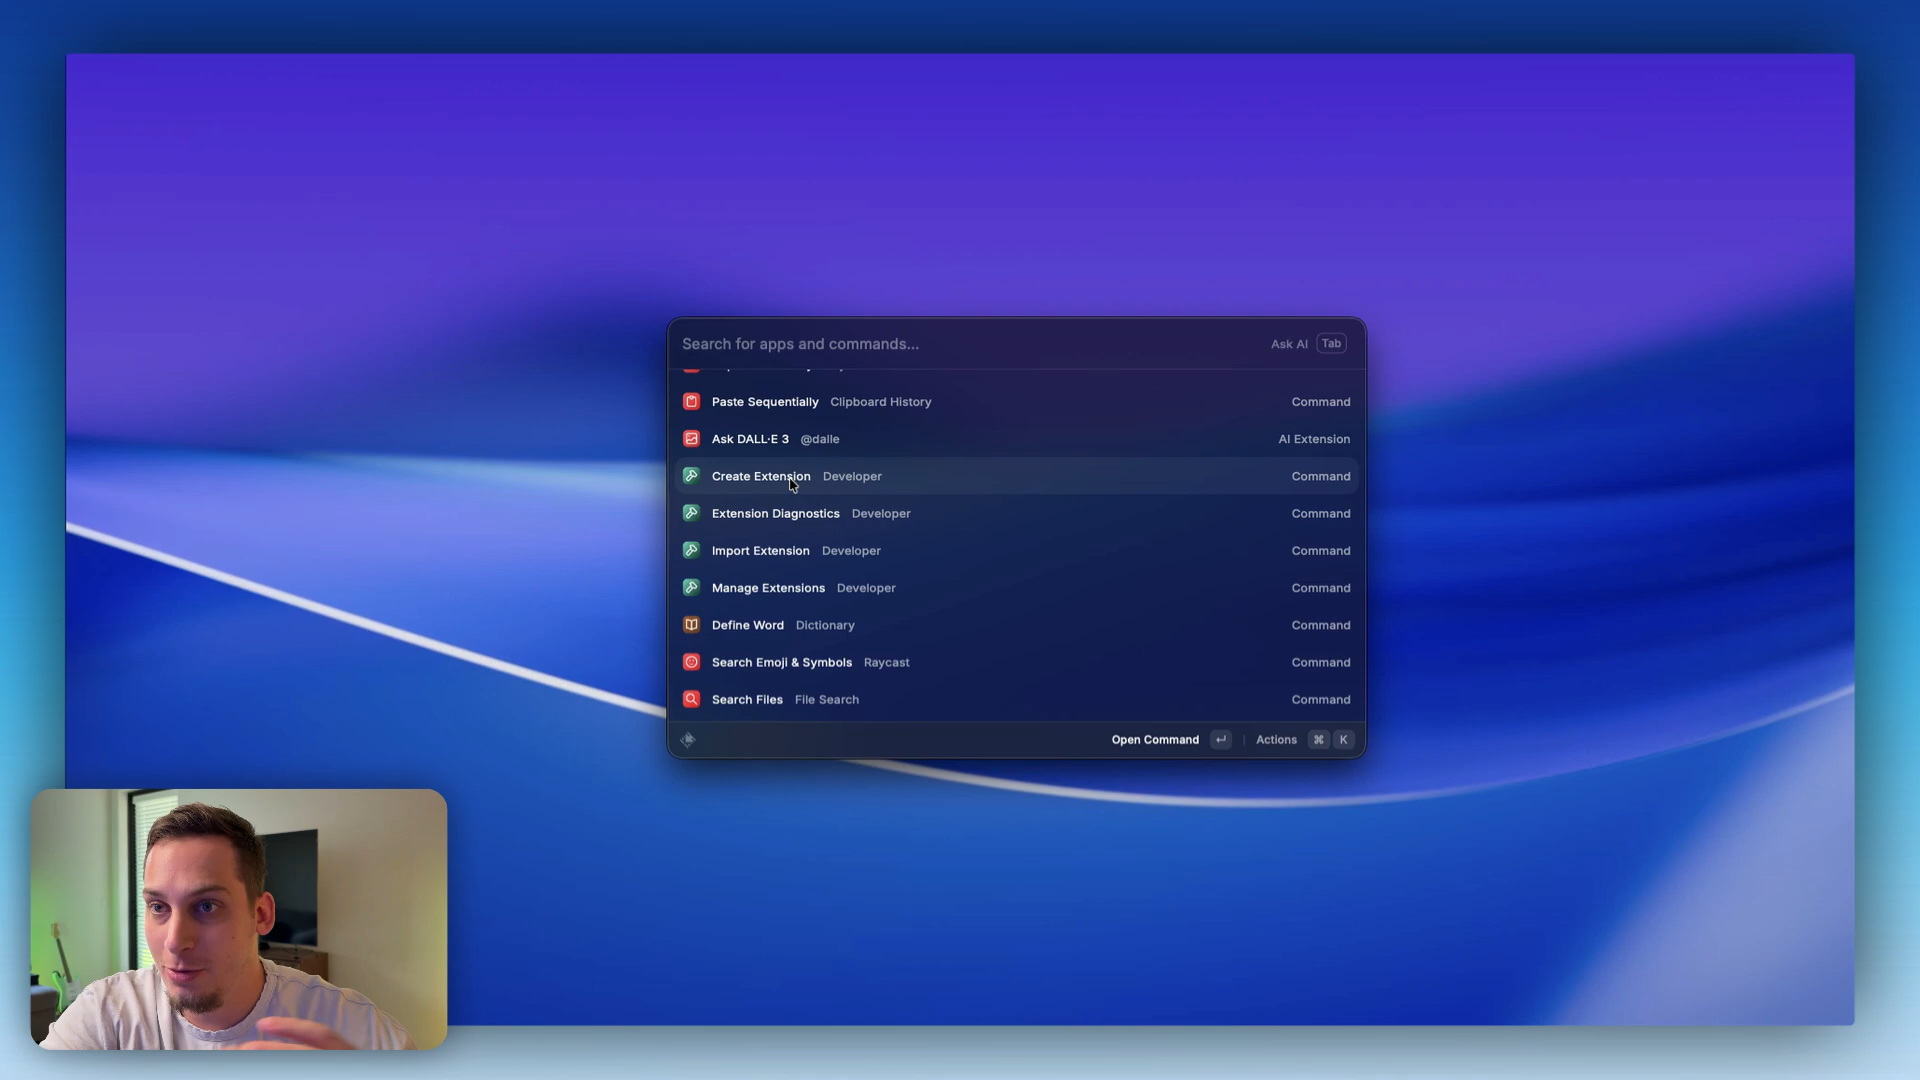 Search for apps and commands... Ask AI Tab
Paste Sequentially Clipboard History Command
Ask DALL·E 3 @dalle AI Extension
Create Extension Developer Command
Extension Diagnostics Developer Command
Import Extension Developer Command
Manage Extensions Developer Command
Define Word Dictionary Command
Search Emoji & Symbols Raycast Command
Search Files File Search Command
Open Command ↵ Actions ⌘ K